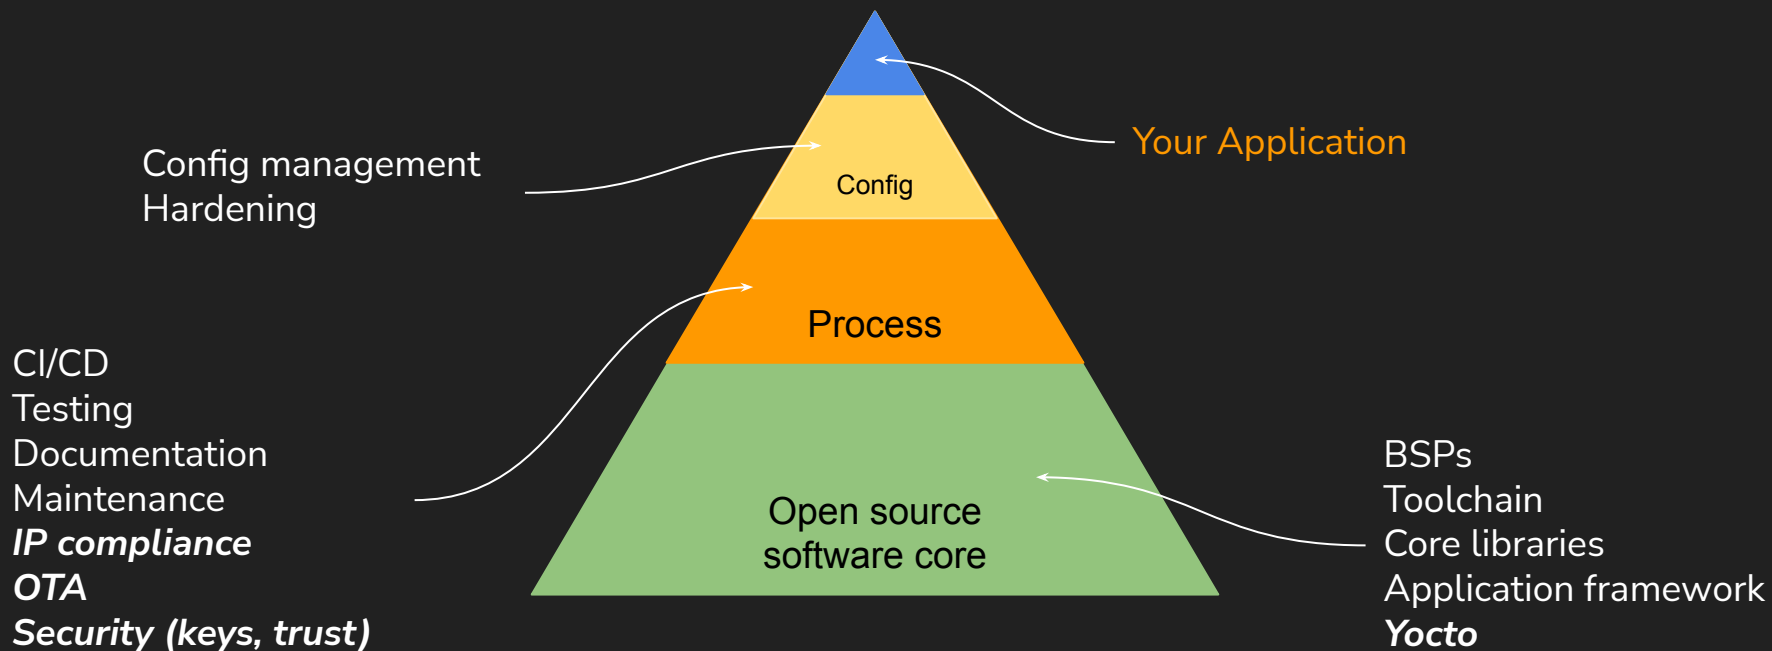 Your Application
Config management
Hardening
Config
Process
CI/CD
Testing
Documentation
Maintenance
IP compliance
OTA
Security (keys, trust)
Open source
software core
BSPs
Toolchain
Core libraries
Application framework
Yocto